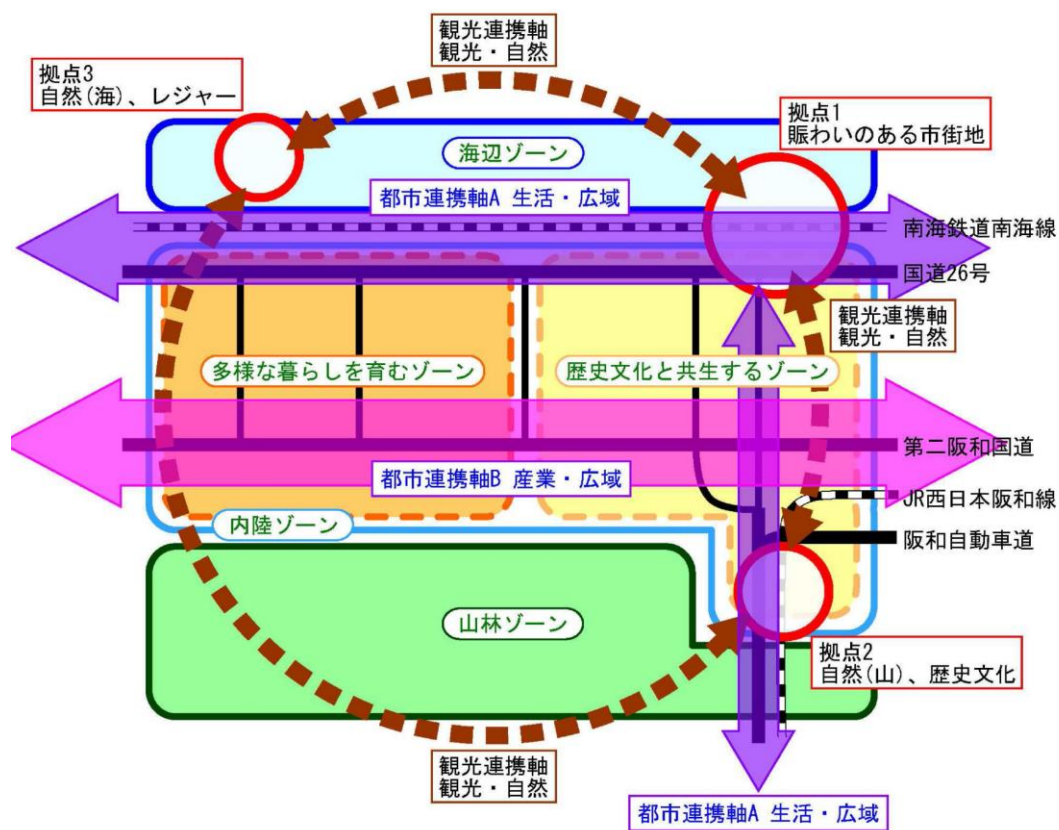 観光連携軸
観光・自然
拠点3
自然(海)、レジャー
拠点1
賑わいのある市街地
海辺ゾーン
都市連携軸A 生活・広域
南海鉄道南海線
国道26号
観光連携軸
観光・自然
多様な暮らしを育むゾーン
歴史文化と共生するゾーン
第二阪和国道
都市連携軸B 産業・広域
JR西日本阪和線
内陸ゾーン
阪和自動車道
山林ゾーン
拠点2
自然(山)、歴史文化
観光連携軸
観光・自然
都市連携軸A 生活・広域